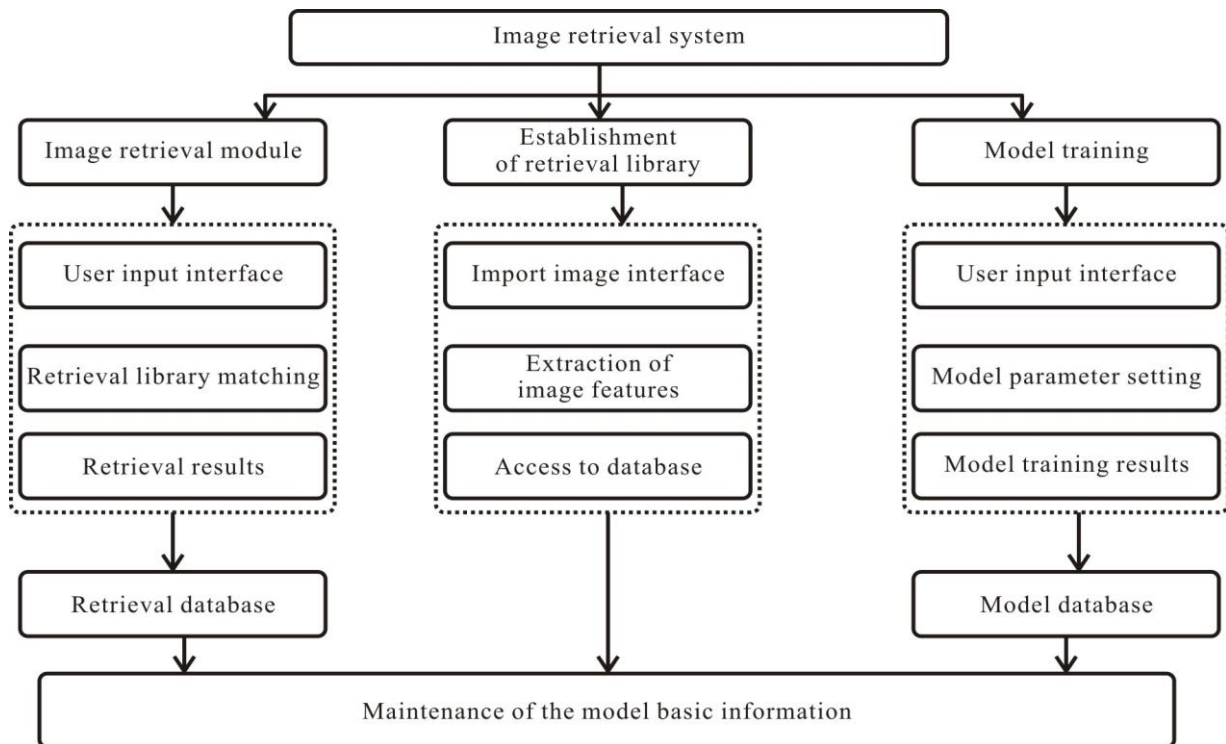 Image retrieval system
Image retrieval module
Establishment
of retrieval library
Model training
User input interface
Import image interface
User input interface
Retrieval library matching
Extraction of
image features
Model parameter setting
Retrieval results
Access to database
Model training results
Retrieval database
Model database
Maintenance of the model basic information